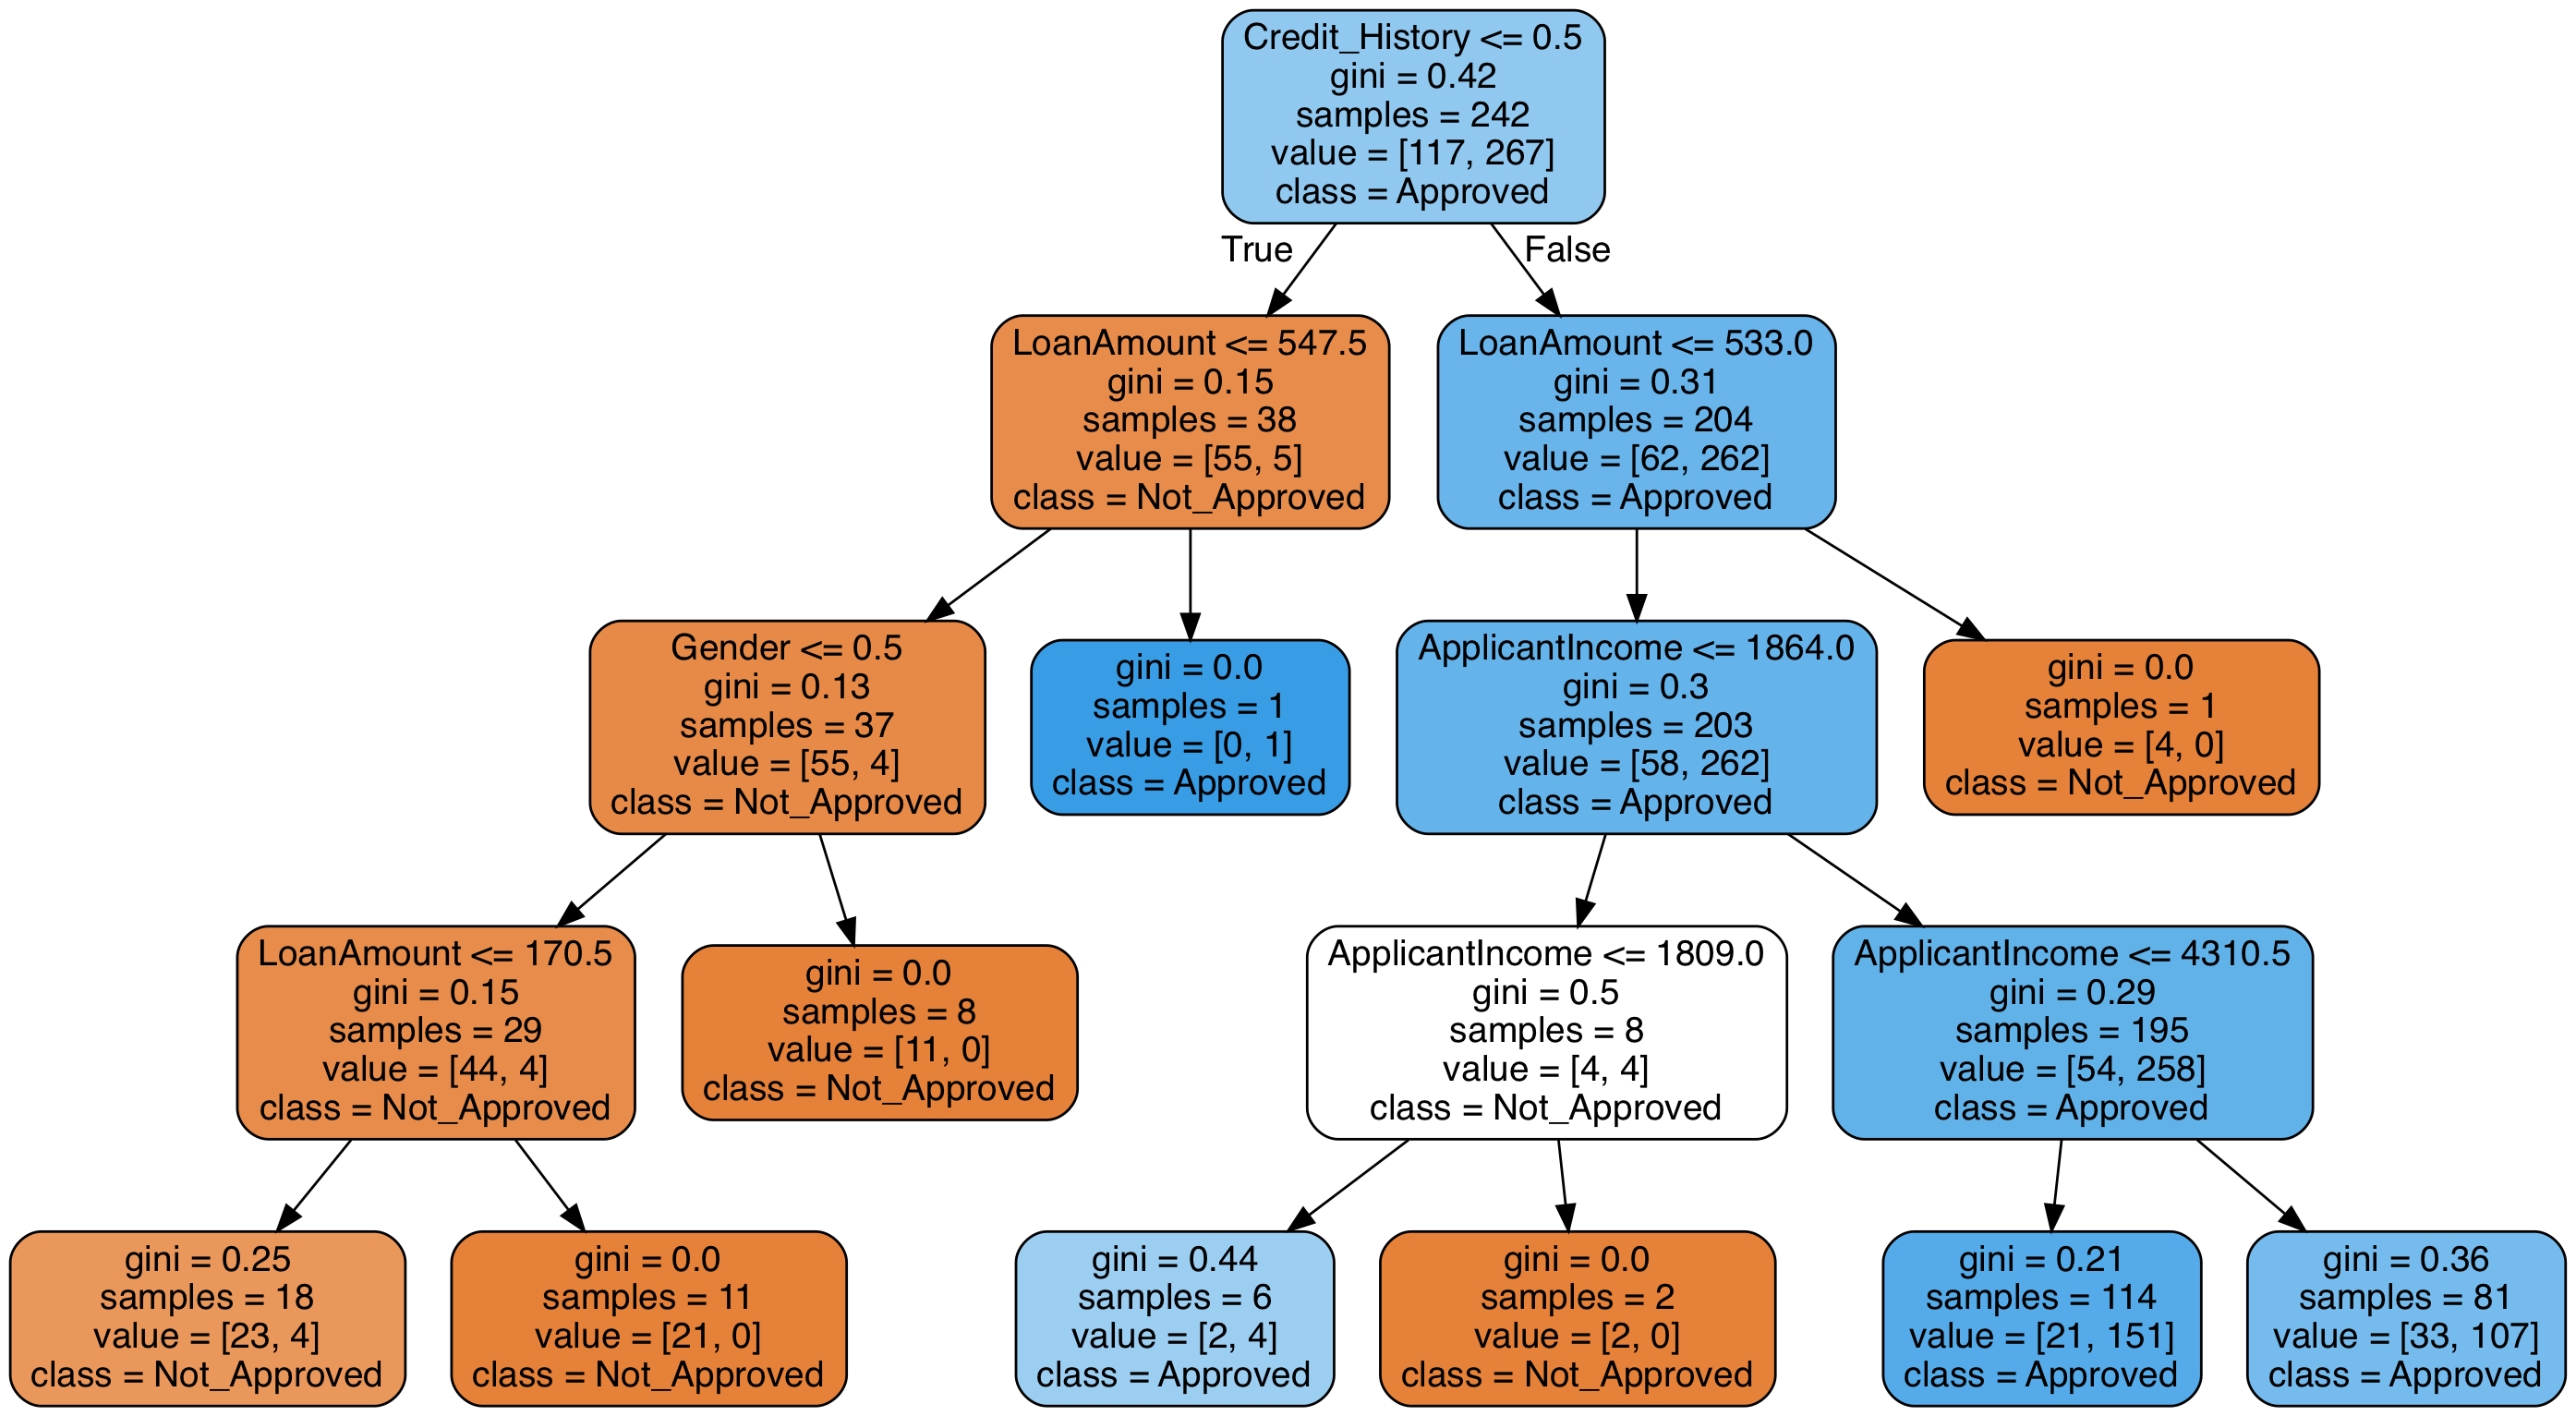 Credit_History <= 0.5
gini = 0.42
samples = 242
value = [117, 267]
class = Approved
True
False
LoanAmount <= 547.5
gini = 0.15
samples = 38
value = [55, 5]
class = Not_Approved
LoanAmount <= 533.0
gini = 0.31
samples = 204
value = [62, 262]
class = Approved
Gender <= 0.5
gini = 0.13
samples = 37
value = [55, 4]
class = Not_Approved
gini = 0.0
samples = 1
value = [0, 1]
class = Approved
ApplicantIncome <= 1864.0
gini = 0.3
samples = 203
value = [58, 262]
class = Approved
gini = 0.0
samples = 1
value = [4, 0]
class = Not_Approved
LoanAmount <= 170.5
gini = 0.15
samples = 29
value = [44, 4]
class = Not_Approved
gini = 0.0
samples = 8
value = [11, 0]
class = Not_Approved
ApplicantIncome <= 1809.0
gini = 0.5
samples = 8
value = [4, 4]
class = Not_Approved
ApplicantIncome <= 4310.5
gini = 0.29
samples = 195
value = [54, 258]
class = Approved
gini = 0.25
samples = 18
value = [23, 4]
class = Not_Approved
gini = 0.0
samples = 11
value = [21, 0]
class = Not_Approved
gini = 0.44
samples = 6
value = [2, 4]
class = Approved
gini = 0.0
samples = 2
value = [2, 0]
class = Not_Approved
gini = 0.21
samples = 114
value = [21, 151]
class = Approved
gini = 0.36
samples = 81
value = [33, 107]
class = Approved